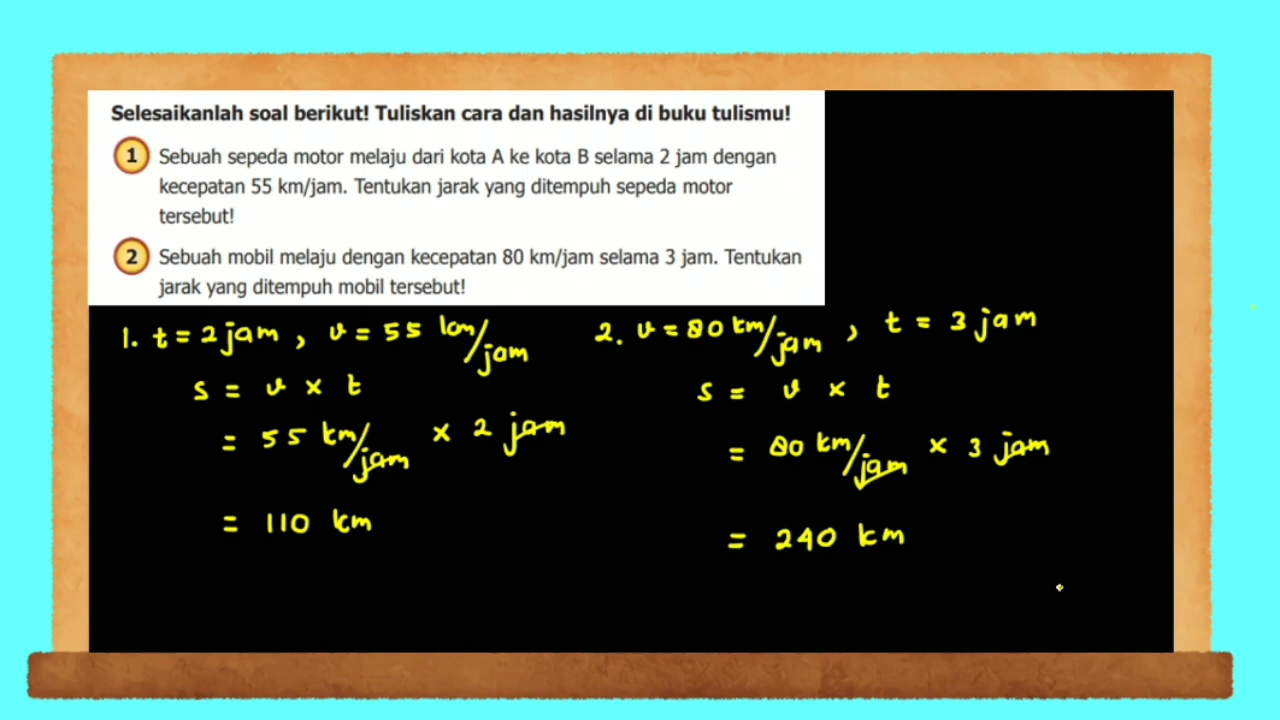 Selesaikanlah soal berikut! Tuliskan cara dan hasilnya di buku tulismu!
1 Sebuah sepeda motor melaju dari kota A ke kota B selama 2 jam dengan
kecepatan 55 km/jam. Tentukan jarak yang ditempuh sepeda motor
tersebut!
2 Sebuah mobil melaju dengan kecepatan 80 km/jam selama 3 jam. Tentukan
jarak yang ditempuh mobil tersebut!
1. t = 2 jam , v = 55 km/jam
s = v x t
= 55 km/jam x 2 jam
= 110 km
2. v = 80 km/jam , t = 3 jam
s = v x t
= 80 km/jam x 3 jam
= 240 km